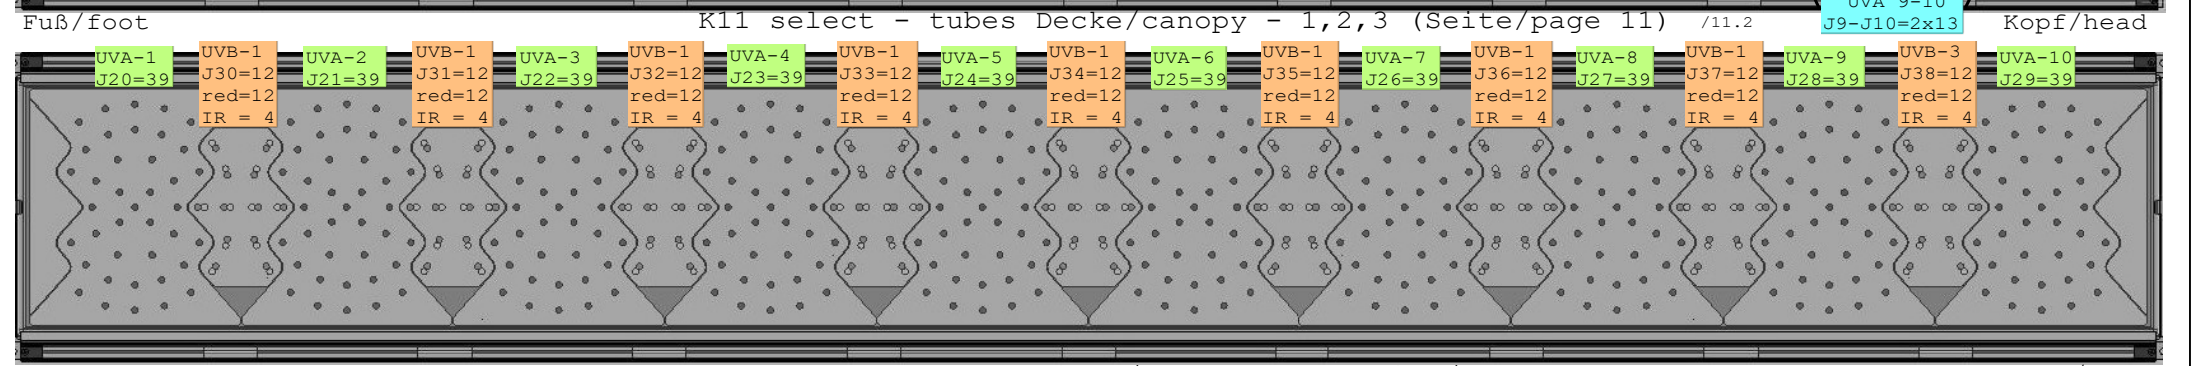 UVA 9-10
J9-J10=2x13
Fuß/foot
K11 select - tubes Decke/canopy - 1,2,3 (Seite/page 11)
/11.2
Kopf/head
UVA-1
J20=39
UVB-1
J30=12
red=12
IR = 4
UVA-2
J21=39
UVB-1
J31=12
red=12
IR = 4
UVA-3
J22=39
UVB-1
J32=12
red=12
IR = 4
UVA-4
J23=39
UVB-1
J33=12
red=12
IR = 4
UVA-5
J24=39
UVB-1
J34=12
red=12
IR = 4
UVA-6
J25=39
UVB-1
J35=12
red=12
IR = 4
UVA-7
J26=39
UVB-1
J36=12
red=12
IR = 4
UVA-8
J27=39
UVB-1
J37=12
red=12
IR = 4
UVA-9
J28=39
UVB-3
J38=12
red=12
IR = 4
UVA-10
J29=39